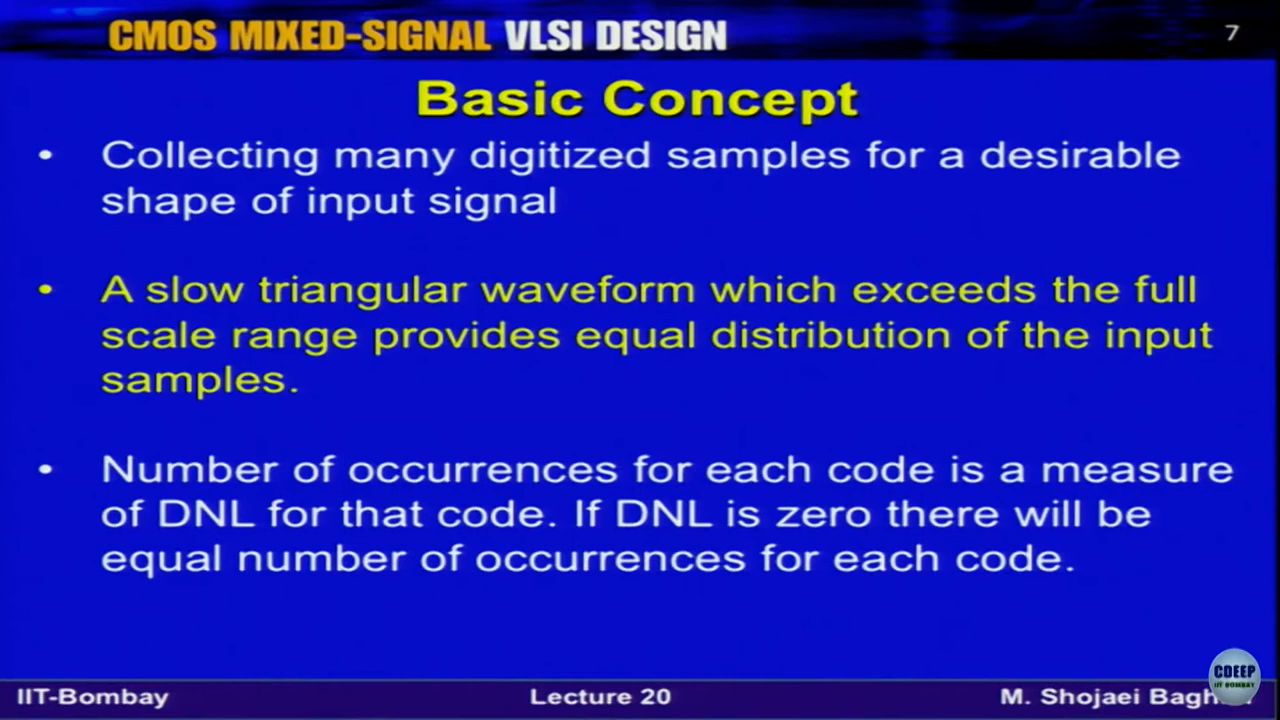 CMOS MIXED-SIGNAL VLSI DESIGN
7
Basic Concept
• Collecting many digitized samples for a desirable
shape of input signal
• A slow triangular waveform which exceeds the full
scale range provides equal distribution of the input
samples.
• Number of occurrences for each code is a measure
of DNL for that code. If DNL is zero there will be
equal number of occurrences for each code.
CDEEP
IIT BOMBAY
IIT-Bombay
Lecture 20
M. Shojaei